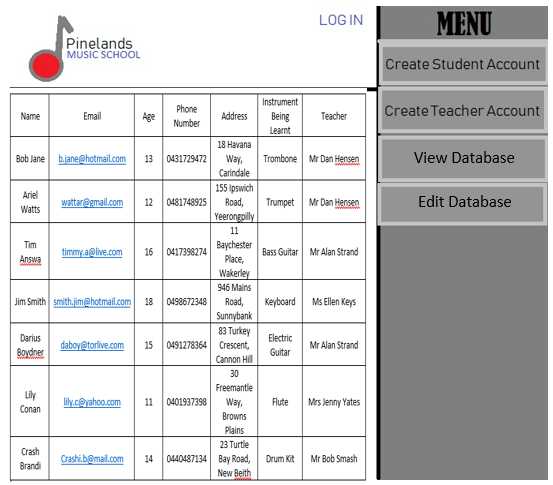 Pinelands
MUSIC SCHOOL
LOG IN
MENU
Create Student Account
Create Teacher Account
View Database
Edit Database
Name Email Age Phone Number Address Instrument Being Learnt Teacher
Bob Jane b.jane@hotmail.com 13 0431729472 18 Havana Way, Carindale Trombone Mr Dan Hensen
Ariel Watts wattar@gmail.com 12 0481748925 155 Ipswich Road, Yeerongpilly Trumpet Mr Dan Hensen
Tim Answa timmy.a@live.com 16 0417398274 11 Baychester Place, Wakerley Bass Guitar Mr Alan Strand
Jim Smith smith.jim@hotmail.com 18 0498672348 946 Mains Road, Sunnybank Keyboard Ms Ellen Keys
Darius Boydner daboy@torlive.com 15 0491278364 83 Turkey Crescent, Cannon Hill Electric Guitar Mr Alan Strand
Lily Conan lily.c@yahoo.com 11 0401937398 30 Freemantle Way, Browns Plains Flute Mrs Jenny Yates
Crash Brandi Crashi.b@mail.com 14 0440487134 23 Turtle Bay Road, New Beith Drum Kit Mr Bob Smash